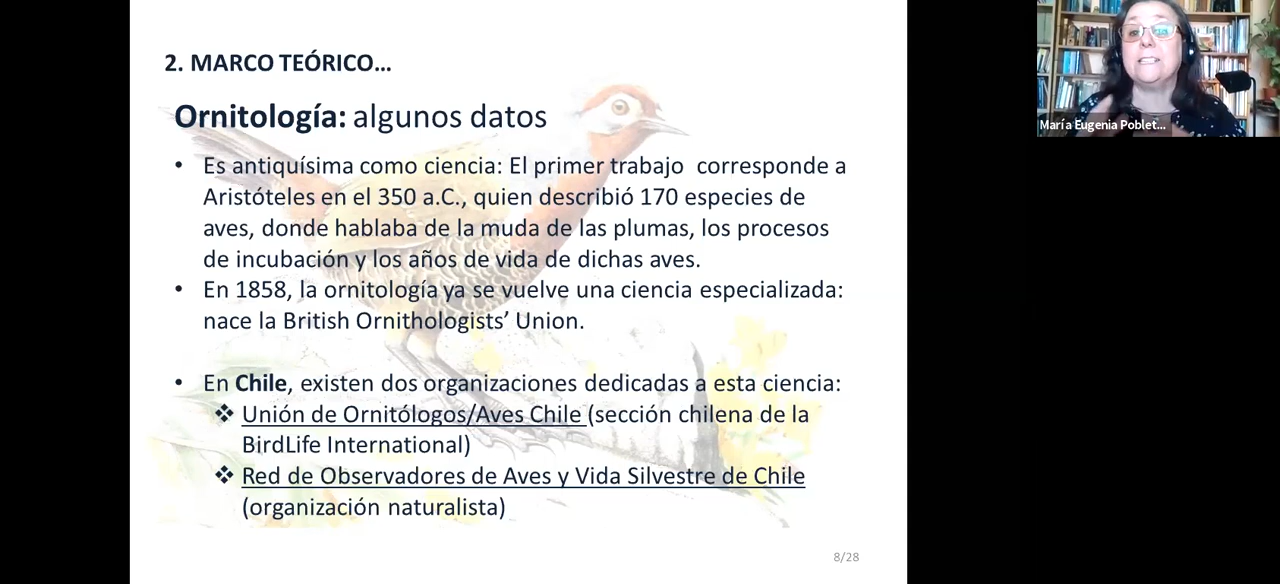 2. MARCO TEÓRICO...
Ornitología: algunos datos
• Es antiquísima como ciencia: El primer trabajo corresponde a
Aristóteles en el 350 a.C., quien describió 170 especies de
aves, donde hablaba de la muda de las plumas, los procesos
de incubación y los años de vida de dichas aves.
• En 1858, la ornitología ya se vuelve una ciencia especializada:
nace la British Ornithologists’ Union.
• En Chile, existen dos organizaciones dedicadas a esta ciencia:
❖ Unión de Ornitólogos/Aves Chile (sección chilena de la
BirdLife International)
❖ Red de Observadores de Aves y Vida Silvestre de Chile
(organización naturalista)
8/28
María Eugenia Poblet...